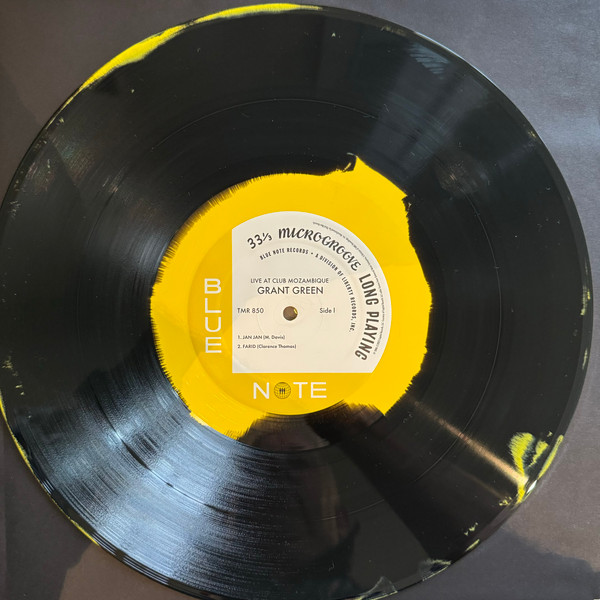 33⅓ MICROGROOVE LONG PLAYING
BLUE NOTE RECORDS • A DIVISION OF LIBERTY RECORDS, INC.
LIVE AT CLUB MOZAMBIQUE
GRANT GREEN
TMR 850 Side I
1. JAN JAN (M. Davis)
2. FARID (Clarence Thomas)
BLUE
NOTE